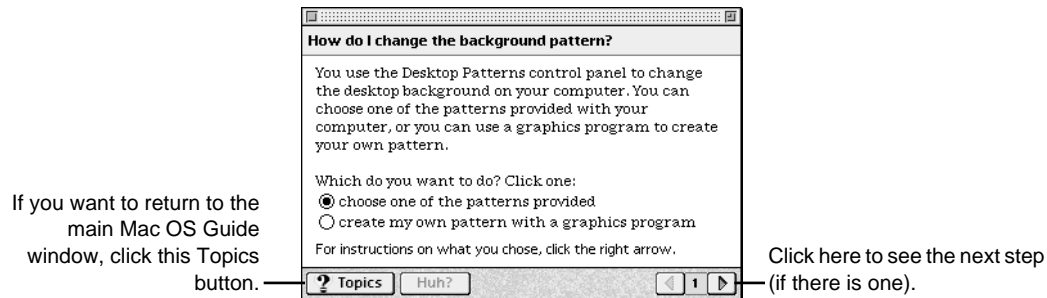 How do I change the background pattern?
You use the Desktop Patterns control panel to change
the desktop background on your computer. You can
choose one of the patterns provided with your
computer, or you can use a graphics program to create
your own pattern.
Which do you want to do? Click one:
choose one of the patterns provided
create my own pattern with a graphics program
For instructions on what you chose, click the right arrow.
? Topics
Huh?
1
If you want to return to the
main Mac OS Guide
window, click this Topics
button.
Click here to see the next step
(if there is one).